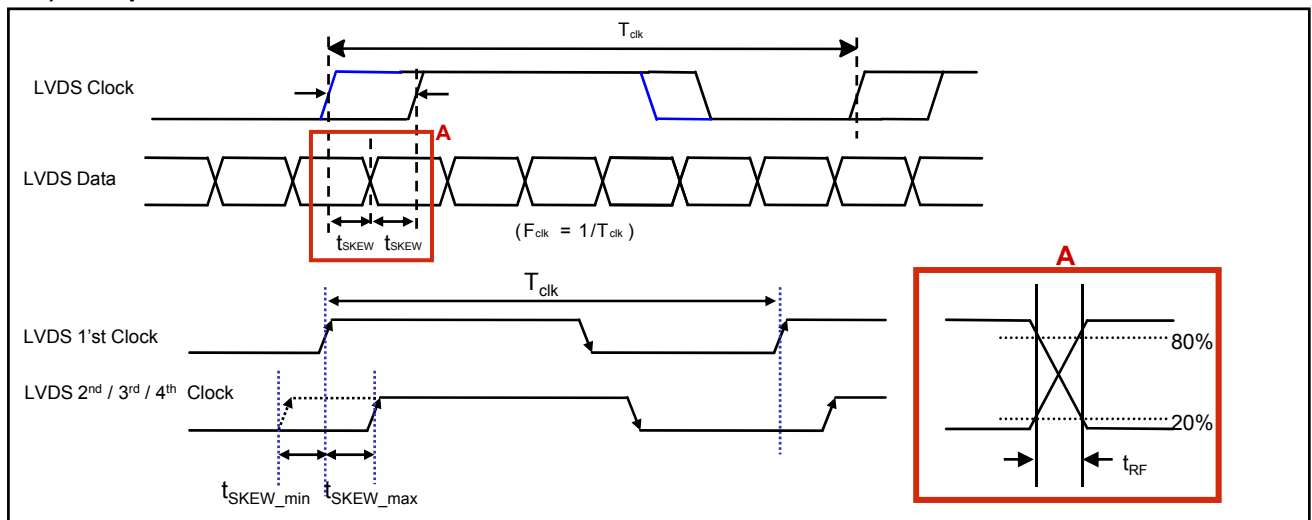 T clk
LVDS Clock
A
LVDS Data
tSKEW tSKEW
( Fclk = 1/Tclk )
A
Tclk
LVDS 1'st Clock
80%
LVDS 2nd / 3rd / 4th Clock
20%
tRF
tSKEW_min tSKEW_max